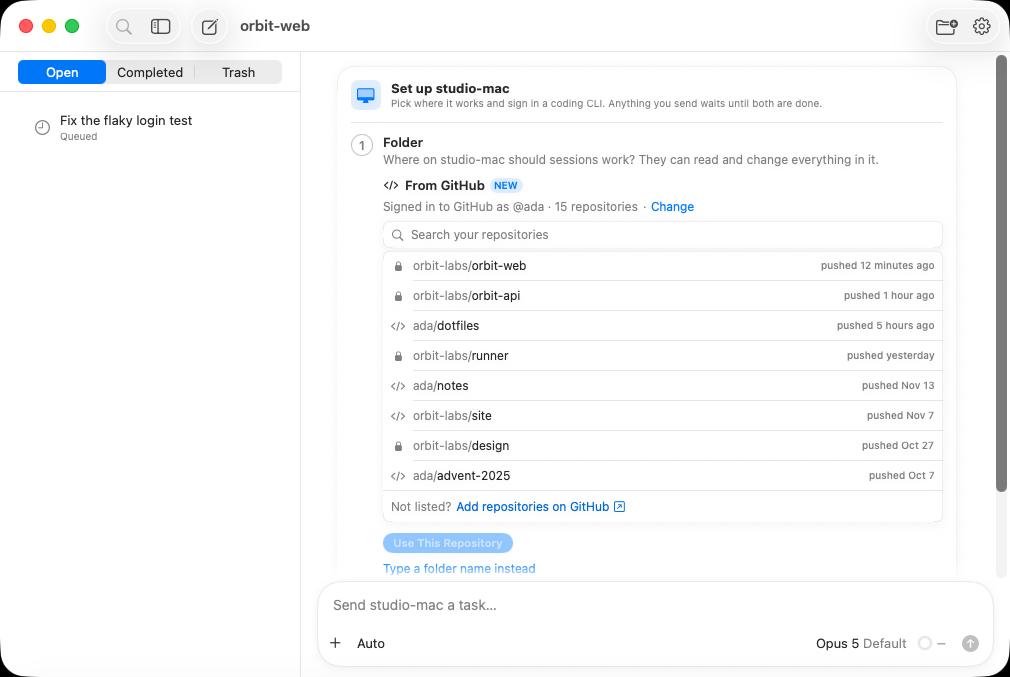 orbit-web
Open
Completed
Trash
Fix the flaky login test
Queued
Set up studio-mac
Pick where it works and sign in a coding CLI. Anything you send waits until both are done.
1
Folder
Where on studio-mac should sessions work? They can read and change everything in it.
</> From GitHub NEW
Signed in to GitHub as @ada · 15 repositories · Change
Search your repositories
orbit-labs/orbit-web pushed 12 minutes ago
orbit-labs/orbit-api pushed 1 hour ago
</> ada/dotfiles pushed 5 hours ago
orbit-labs/runner pushed yesterday
</> ada/notes pushed Nov 13
</> orbit-labs/site pushed Nov 7
orbit-labs/design pushed Oct 27
</> ada/advent-2025 pushed Oct 7
Not listed? Add repositories on GitHub
Use This Repository
Type a folder name instead
Send studio-mac a task...
+ Auto Opus 5 Default –